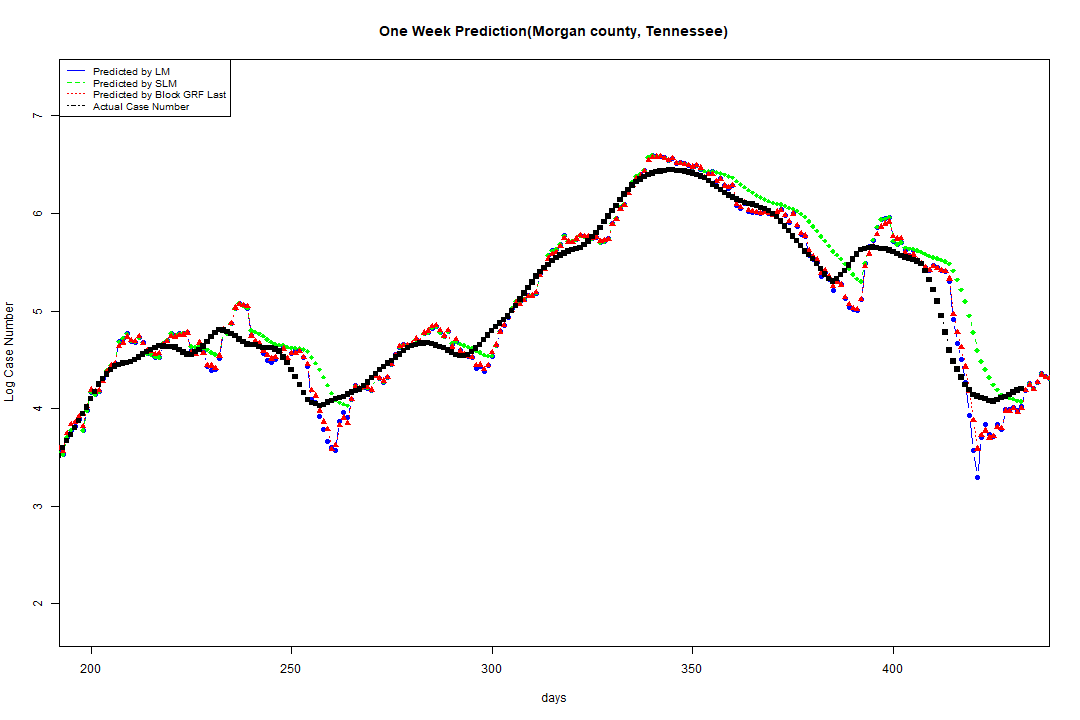 One Week Prediction(Morgan county, Tennessee)
Predicted by LM
Predicted by SLM
Predicted by Block GRF Last
Actual Case Number
Log Case Number
7
6
5
4
3
2
200 250 300 350 400
days